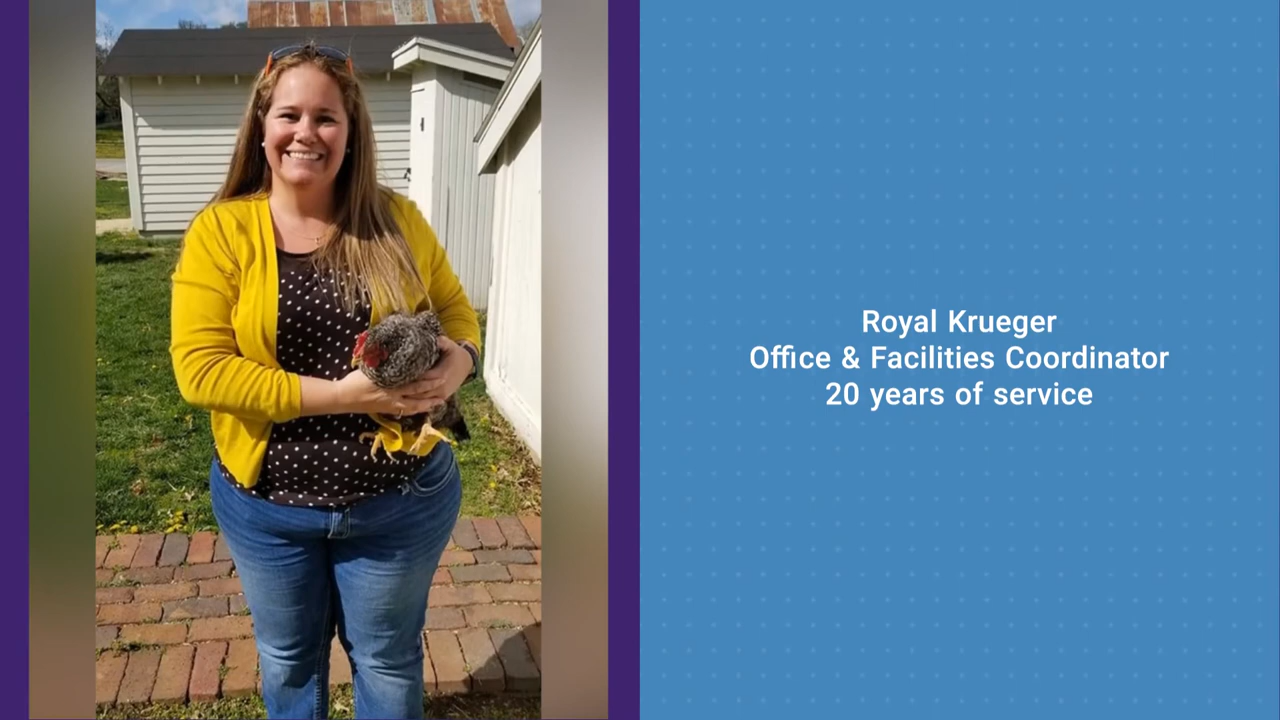 Royal Krueger
Office & Facilities Coordinator
20 years of service